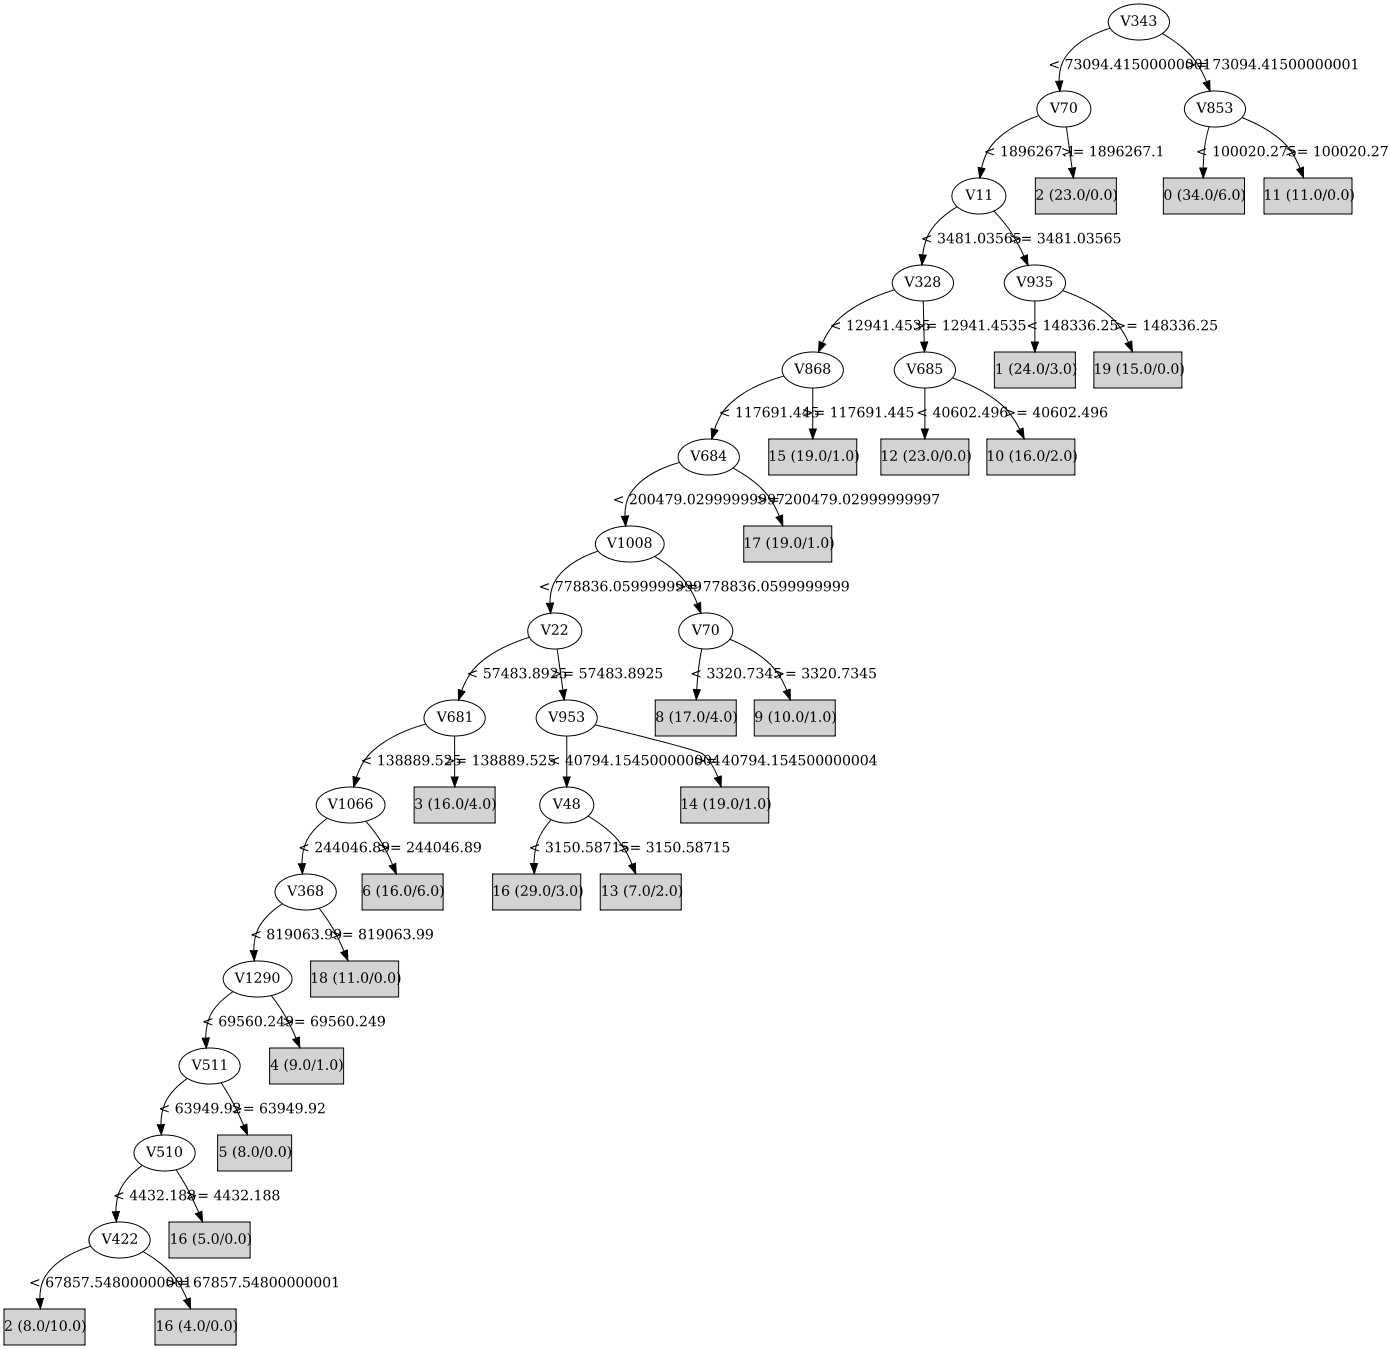 V343
< 73094.41500000001 >= 73094.41500000001
V70 V853
< 1896267.1 >= 1896267.1 < 100020.275 >= 100020.27
V11 2 (23.0/0.0) 0 (34.0/6.0) 11 (11.0/0.0)
< 3481.03565 >= 3481.03565
V328 V935
< 12941.4535 >= 12941.4535 < 148336.25 >= 148336.25
V868 V685 1 (24.0/3.0) 19 (15.0/0.0)
< 117691.445 >= 117691.445 < 40602.496 >= 40602.496
V684 15 (19.0/1.0) 12 (23.0/0.0) 10 (16.0/2.0)
< 200479.02999999997 >= 200479.02999999997
V1008 17 (19.0/1.0)
< 778836.0599999999 >= 778836.0599999999
V22 V70
< 57483.8925 >= 57483.8925 < 3320.7345 >= 3320.7345
V681 V953 8 (17.0/4.0) 9 (10.0/1.0)
< 138889.525 >= 138889.525 < 40794.154500000004 >= 40794.154500000004
V1066 3 (16.0/4.0) V48 14 (19.0/1.0)
< 244046.89 >= 244046.89 < 3150.58715 >= 3150.58715
V368 6 (16.0/6.0) 16 (29.0/3.0) 13 (7.0/2.0)
< 819063.99 >= 819063.99
V1290 18 (11.0/0.0)
< 69560.249 >= 69560.249
V511 4 (9.0/1.0)
< 63949.92 >= 63949.92
V510 5 (8.0/0.0)
< 4432.188 >= 4432.188
V422 16 (5.0/0.0)
< 67857.54800000001 >= 67857.54800000001
2 (8.0/10.0) 16 (4.0/0.0)